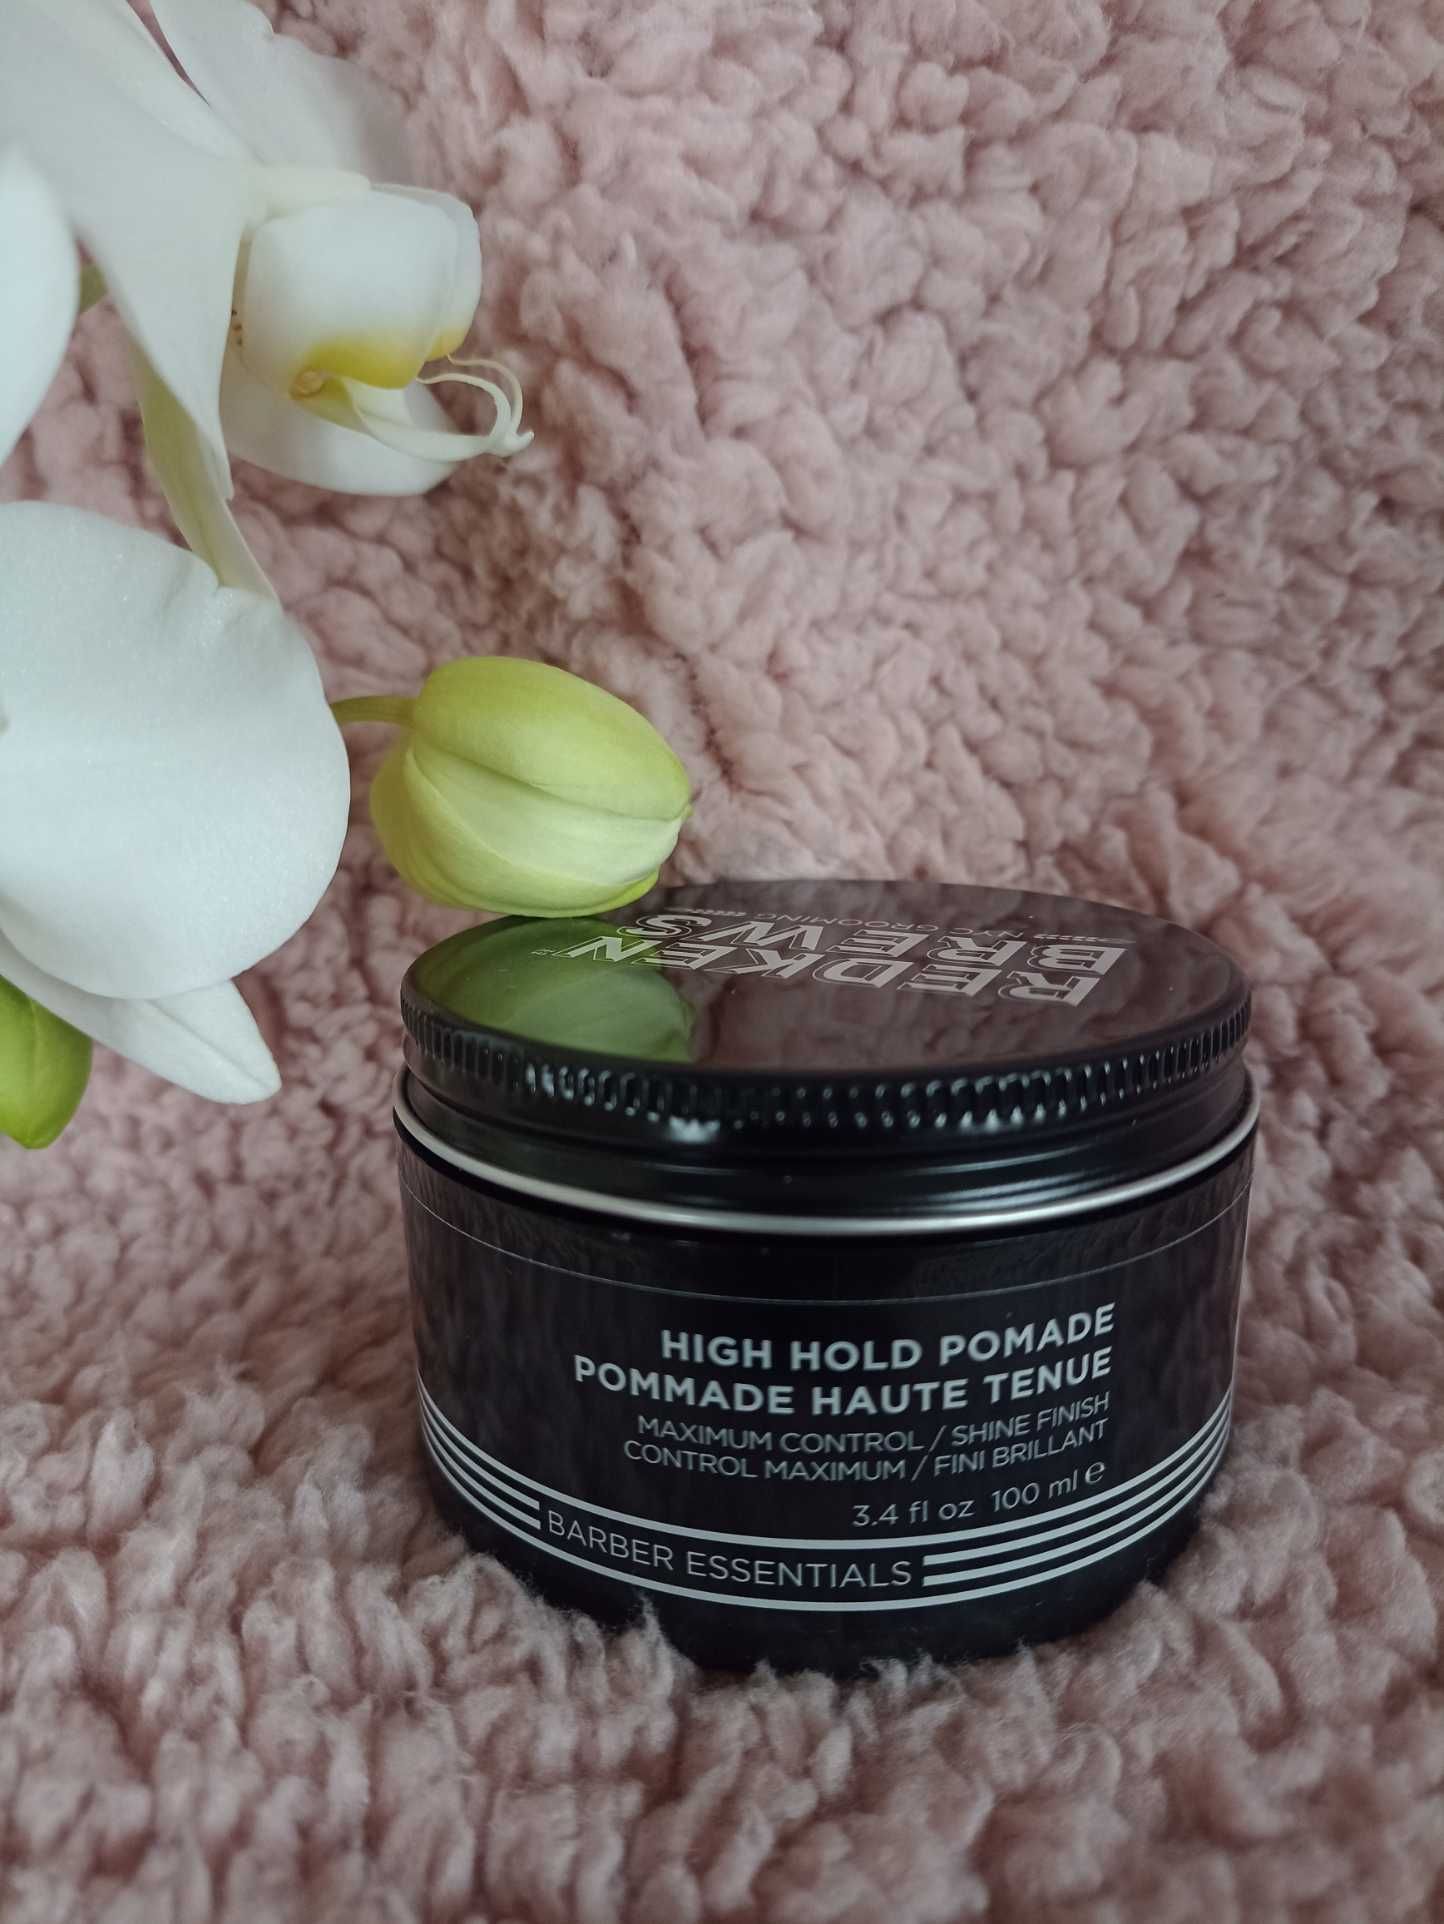 REDKEN
BREWS
NYC GROOMING
HIGH HOLD POMADE
POMMADE HAUTE TENUE
MAXIMUM CONTROL / SHINE FINISH
CONTROL MAXIMUM / FINI BRILLANT
3.4 fl oz 100 ml ℮
BARBER ESSENTIALS